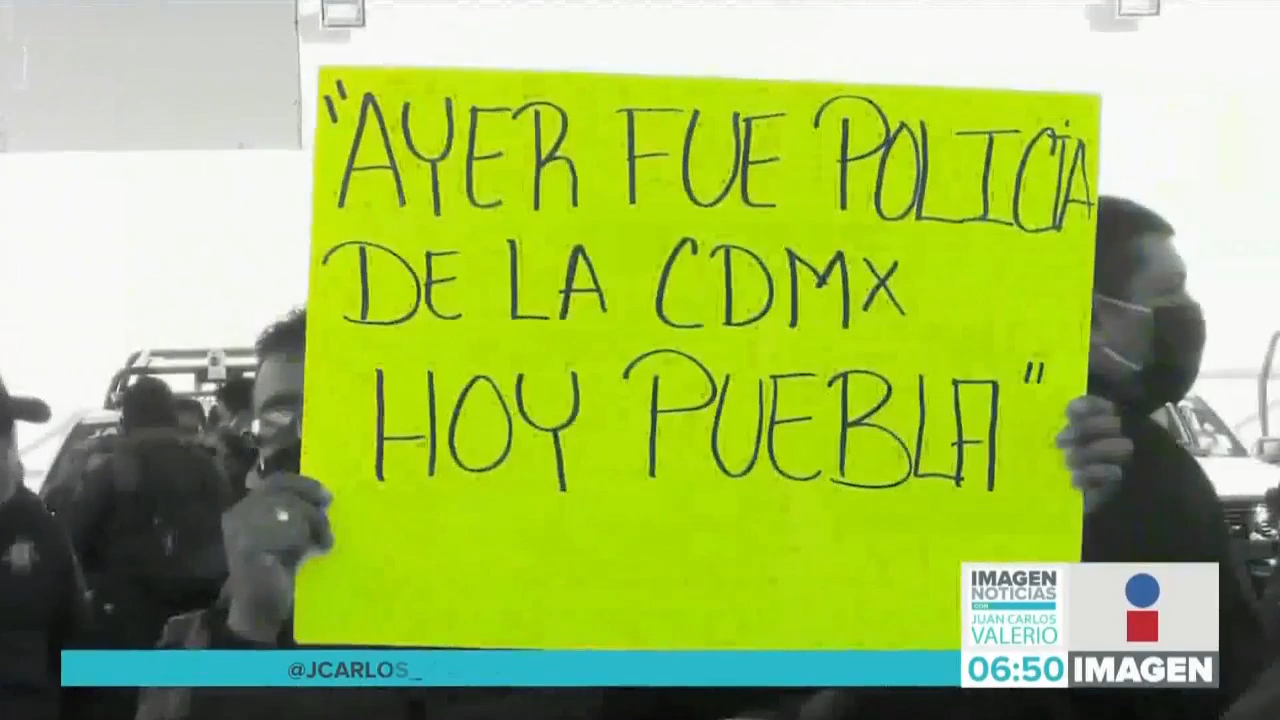 "AYER FUE POLICÍA
DE LA CDMX
HOY PUEBLA"
IMAGEN
NOTICIAS
CON
JUAN CARLOS
VALERIO
@JCARLOS_
06:50 IMAGEN